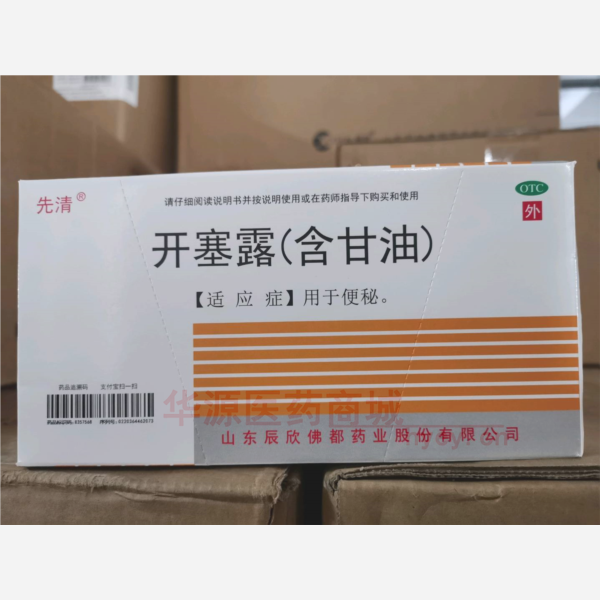 先清®
请仔细阅读说明书并按说明使用或在药师指导下购买和使用
OTC
外
开塞露(含甘油)
【适应症】用于便秘。
药品追溯码 支付宝扫一扫
华源医药商城
山东辰欣佛都药业股份有限公司